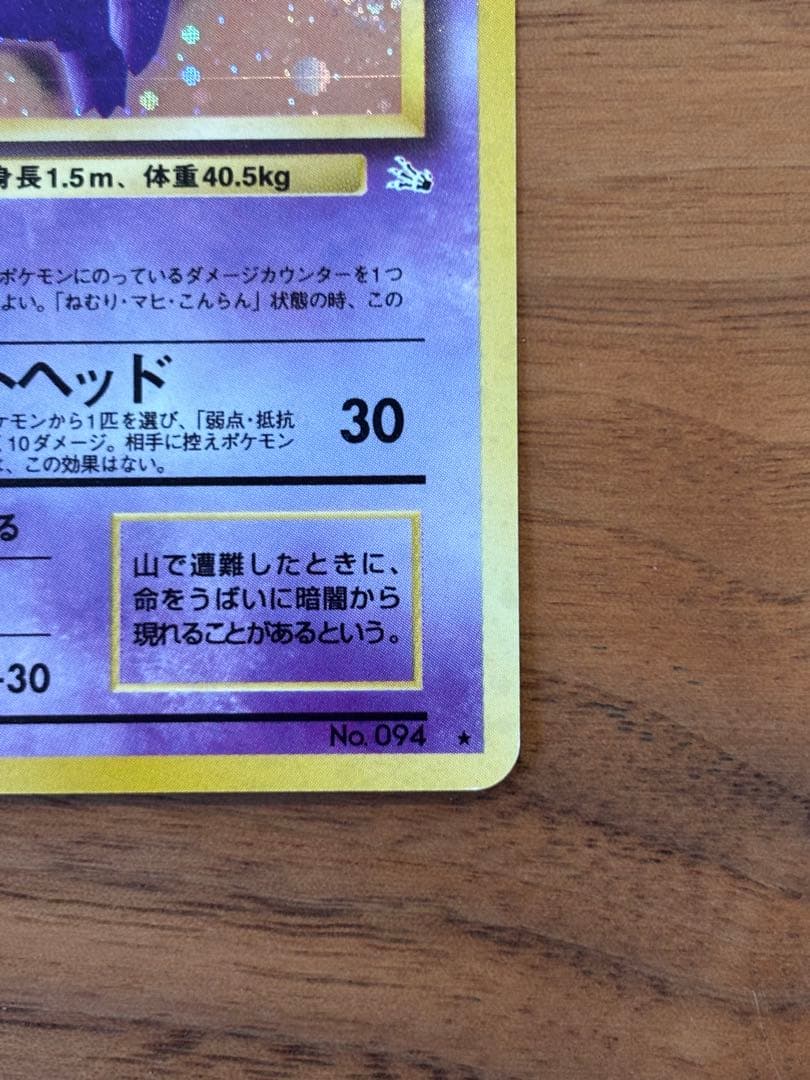 身長1.5m、体重40.5kg
ポケモンにのっているダメージカウンターを1つ
よい。「ねむり・マヒ・こんらん」状態の時、この
ヘッド
30
ケモンから1匹を選び、「弱点・抵抗
10ダメージ。相手に控えポケモン
、この効果はない。
る
山で遭難したときに、
命をうばいに暗闇から
現れることがあるという。
-30
No. 094 ★